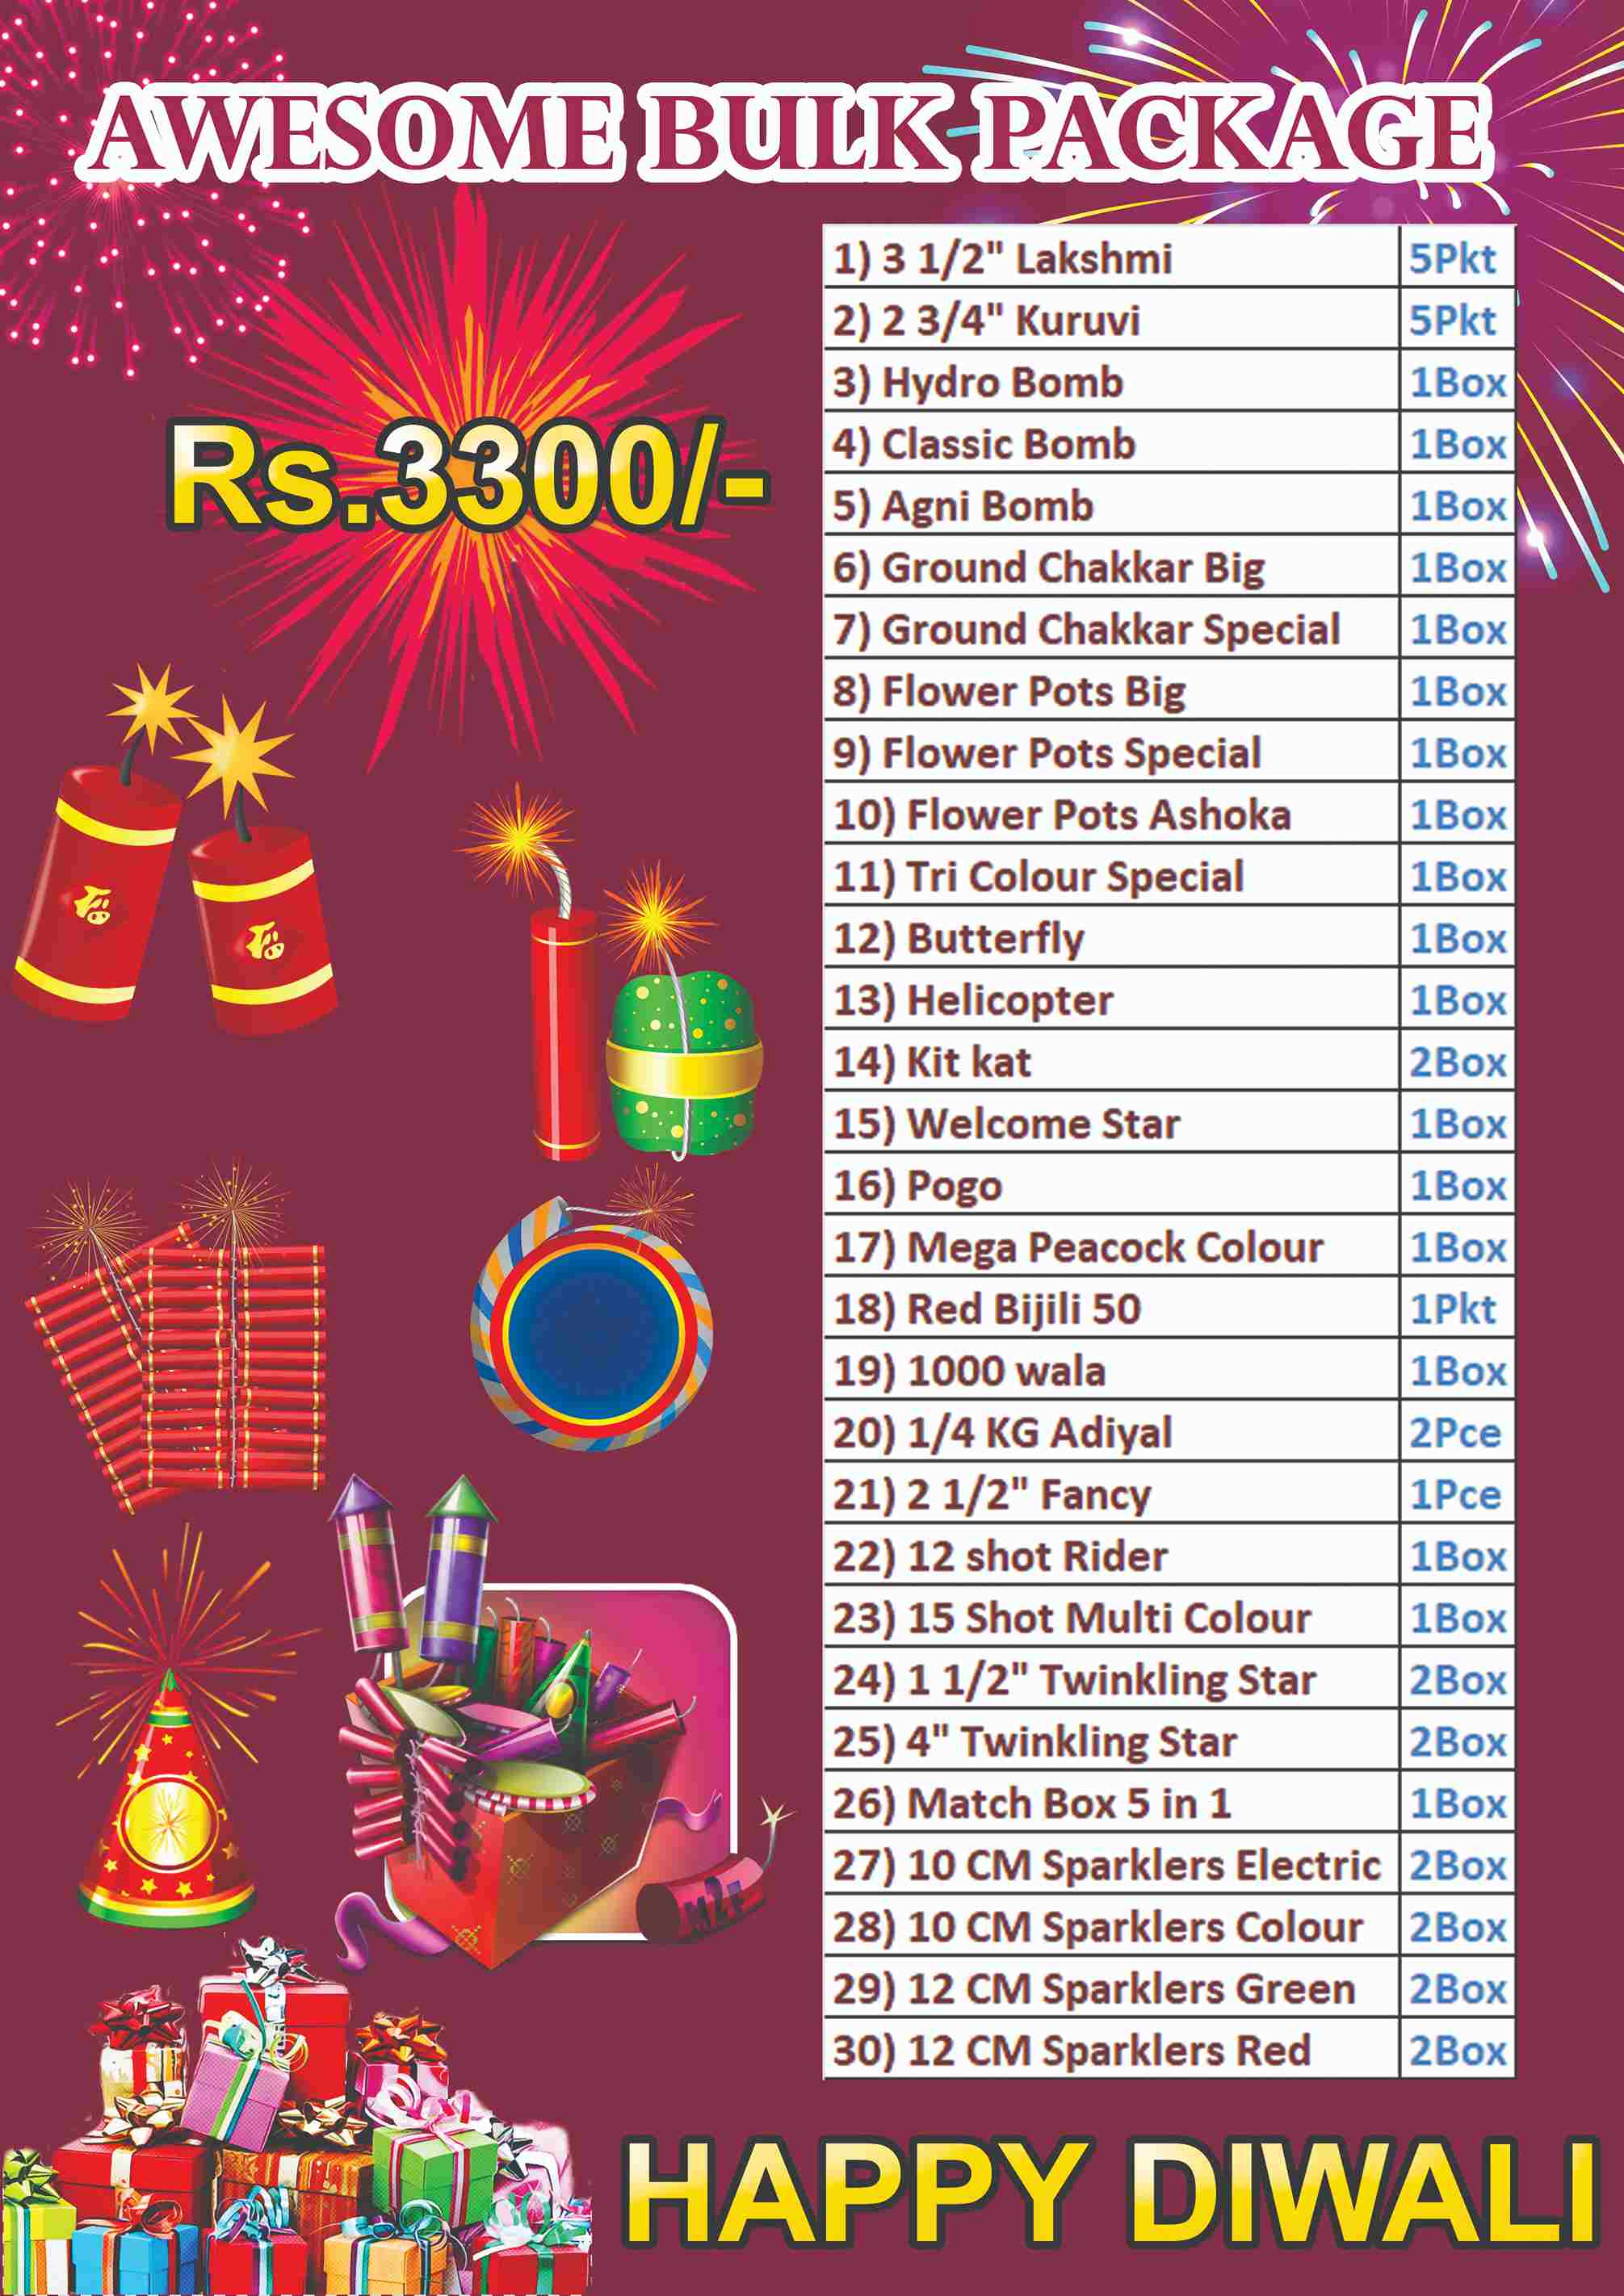 AWESOME BULK PACKAGE
Rs.3300/-
1) 3 1/2" Lakshmi 5Pkt
2) 2 3/4" Kuruvi 5Pkt
3) Hydro Bomb 1Box
4) Classic Bomb 1Box
5) Agni Bomb 1Box
6) Ground Chakkar Big 1Box
7) Ground Chakkar Special 1Box
8) Flower Pots Big 1Box
9) Flower Pots Special 1Box
10) Flower Pots Ashoka 1Box
11) Tri Colour Special 1Box
12) Butterfly 1Box
13) Helicopter 1Box
14) Kit kat 2Box
15) Welcome Star 1Box
16) Pogo 1Box
17) Mega Peacock Colour 1Box
18) Red Bijili 50 1Pkt
19) 1000 wala 1Box
20) 1/4 KG Adiyal 2Pce
21) 2 1/2" Fancy 1Pce
22) 12 shot Rider 1Box
23) 15 Shot Multi Colour 1Box
24) 1 1/2" Twinkling Star 2Box
25) 4" Twinkling Star 2Box
26) Match Box 5 in 1 1Box
27) 10 CM Sparklers Electric 2Box
28) 10 CM Sparklers Colour 2Box
29) 12 CM Sparklers Green 2Box
30) 12 CM Sparklers Red 2Box
HAPPY DIWALI